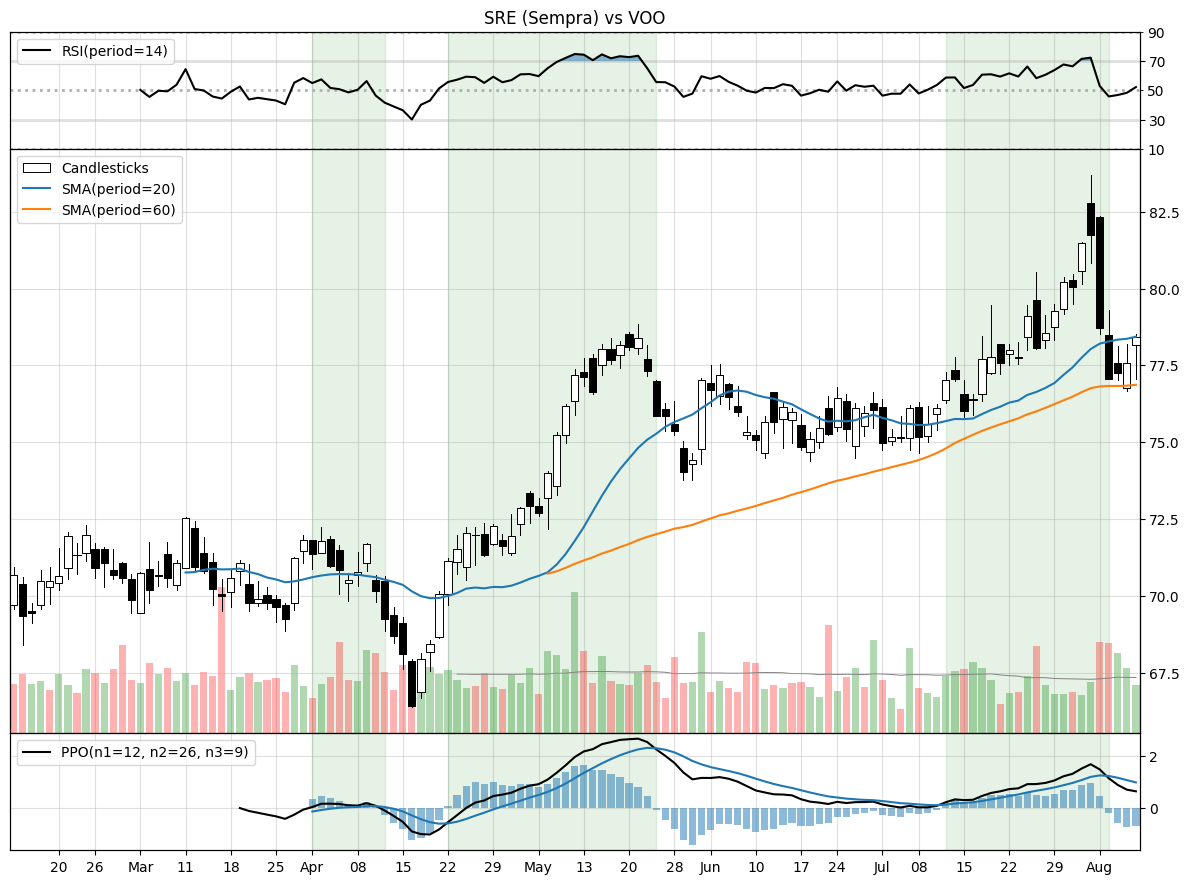 SRE (Sempra) vs VOO
RSI(period=14)
90
70
50
30
10
Candlesticks
SMA(period=20)
SMA(period=60)
82.5
80.0
77.5
75.0
72.5
70.0
67.5
PPO(n1=12, n2=26, n3=9)
2
0
20 26 Mar 11 18 25 Apr 08 15 22 29 May 13 20 28 Jun 10 17 24 Jul 08 15 22 29 Aug